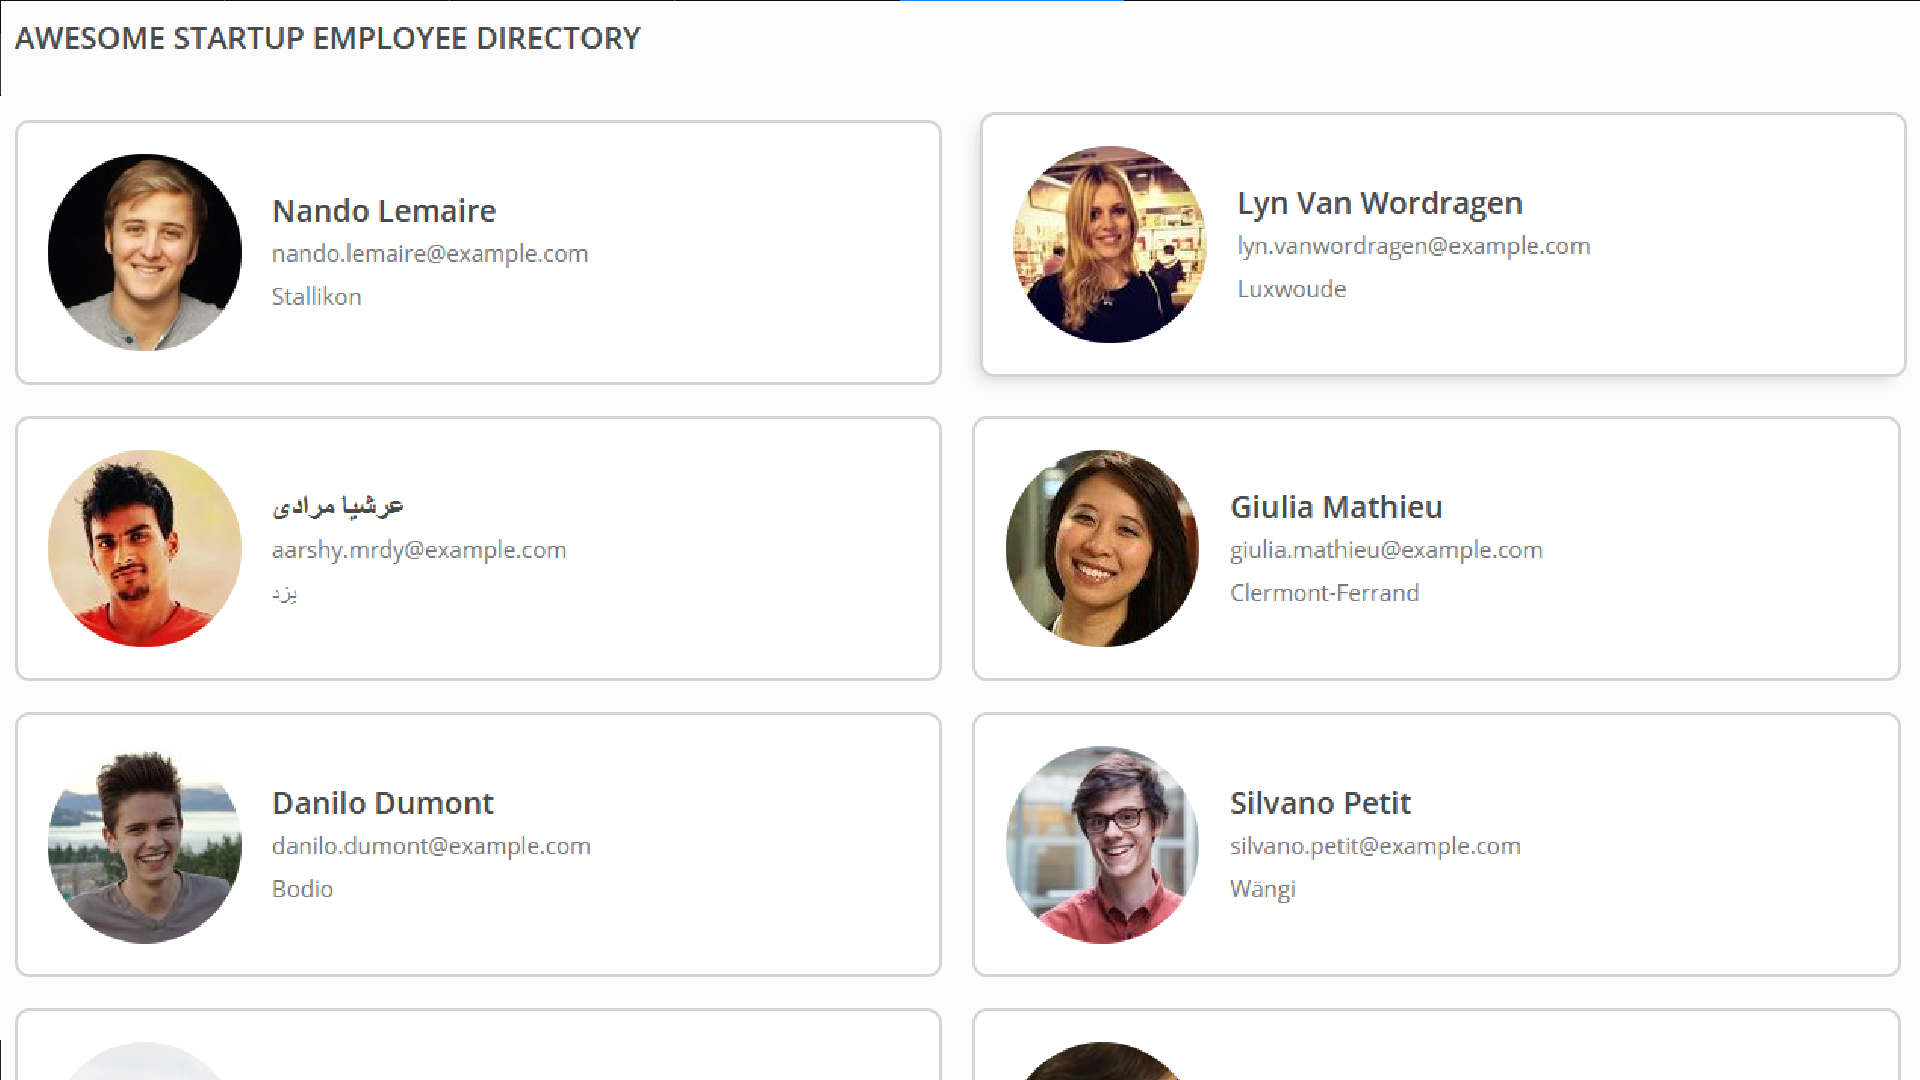 AWESOME STARTUP EMPLOYEE DIRECTORY
Nando Lemaire
nando.lemaire@example.com
Stallikon
Lyn Van Wordragen
lyn.vanwordragen@example.com
Luxwoude
عرشیا مرادی
aarshy.mrdy@example.com
یزد
Giulia Mathieu
giulia.mathieu@example.com
Clermont-Ferrand
Danilo Dumont
danilo.dumont@example.com
Bodio
Silvano Petit
silvano.petit@example.com
Wängi